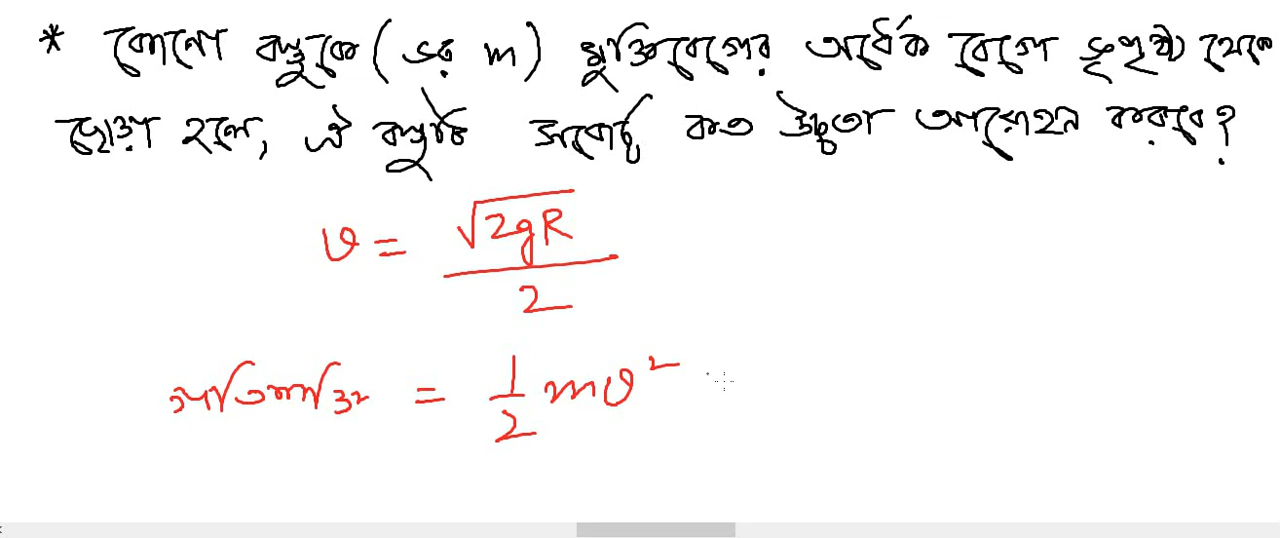 * কোনো বস্তুকে (ভর m) মুক্তিবেগের অর্ধেক বেগে ভূপৃষ্ঠ থেকে
ছোড়া হলে, ঐ বস্তুটি সর্বোচ্চ কত উচ্চতা আরোহন করবে?
v = √2gR / 2
গতিশক্তি = 1/2 mv²